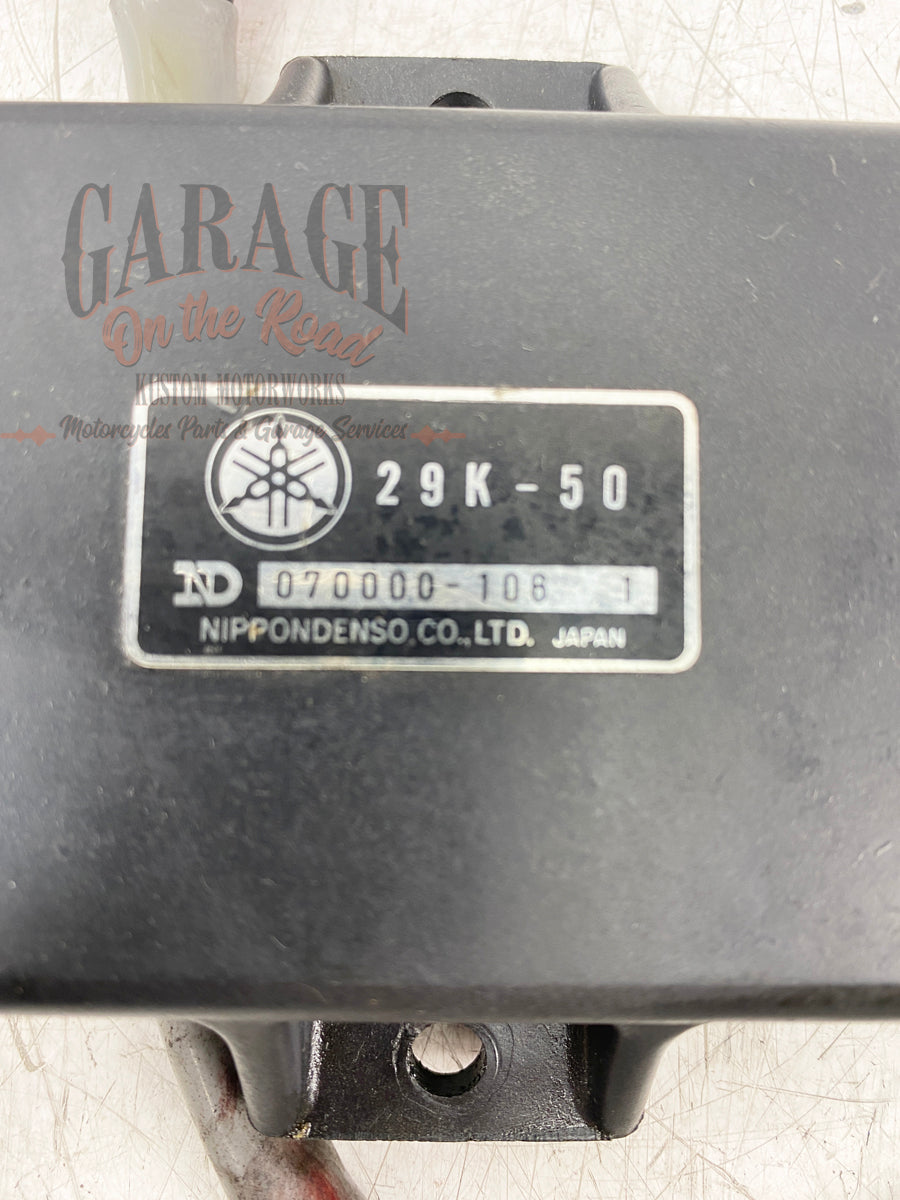 GARAGE
On the Road
KUSTOM MOTORWORKS
Motorcycles Parts & Garage Services
29K-50
ND 070000-106 1
NIPPONDENSO CO., LTD. JAPAN